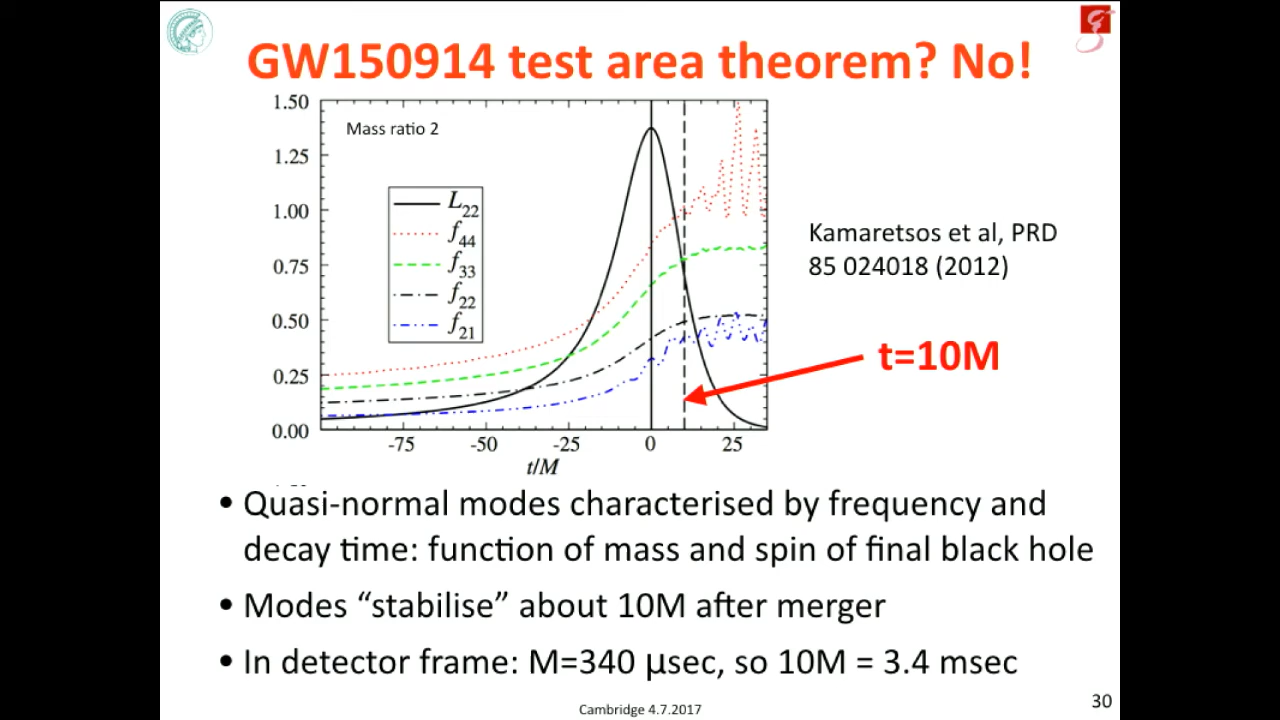 GW150914 test area theorem? No!
1.50
1.25
1.00
0.75
0.50
0.25
0.00
Mass ratio 2
L22
f44
f33
f22
f21
-75 -50 -25 0 25
t/M
Kamaretsos et al, PRD
85 024018 (2012)
t=10M
• Quasi-normal modes characterised by frequency and
decay time: function of mass and spin of final black hole
• Modes “stabilise” about 10M after merger
• In detector frame: M=340 μsec, so 10M = 3.4 msec
Cambridge 4.7.2017
30